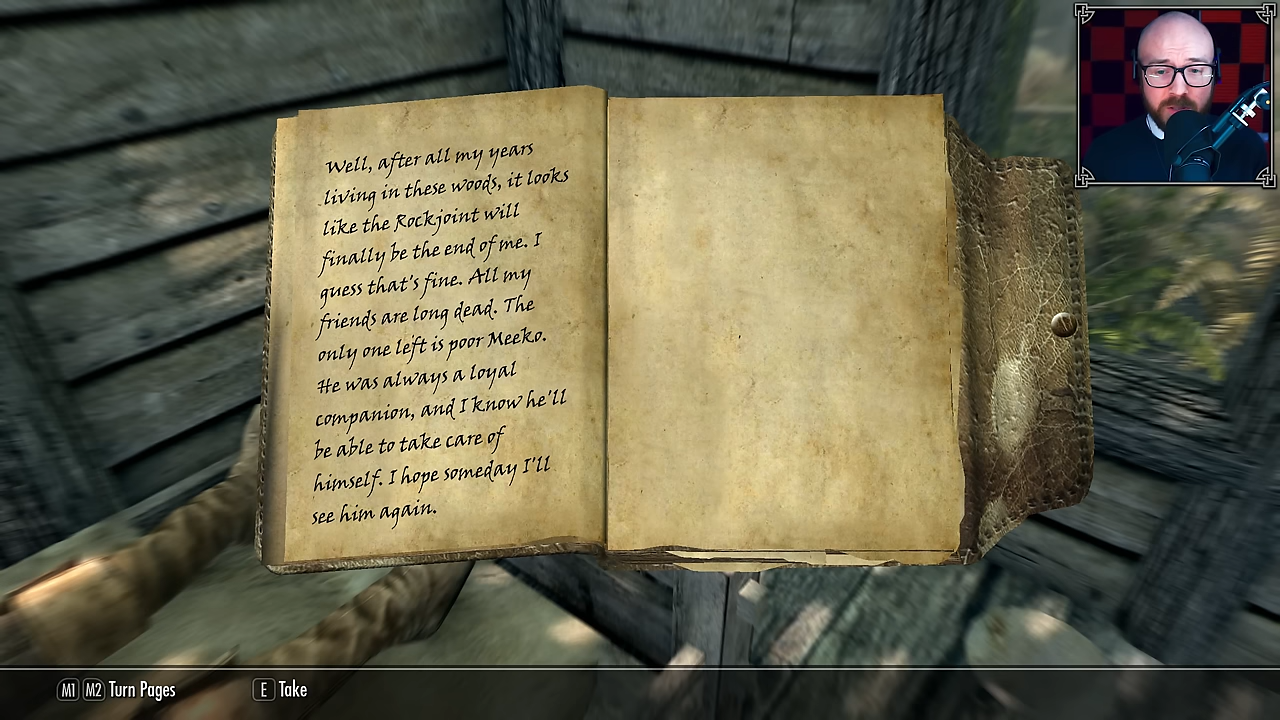 Well, after all my years
living in these woods, it looks
like the Rockjoint will
finally be the end of me. I
guess that's fine. All my
friends are long dead. The
only one left is poor Meeko.
He was always a loyal
companion, and I know he'll
be able to take care of
himself. I hope someday I'll
see him again.
M1 M2 Turn Pages E Take